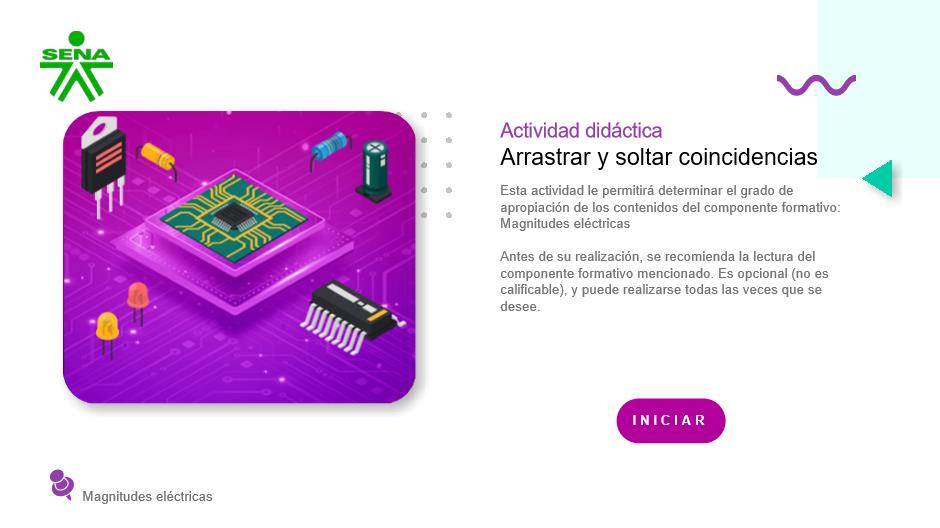 SENA
Actividad didáctica
Arrastrar y soltar coincidencias
Esta actividad le permitirá determinar el grado de
apropiación de los contenidos del componente formativo:
Magnitudes eléctricas
Antes de su realización, se recomienda la lectura del
componente formativo mencionado. Es opcional (no es
calificable), y puede realizarse todas las veces que se
desee.
INICIAR
Magnitudes eléctricas